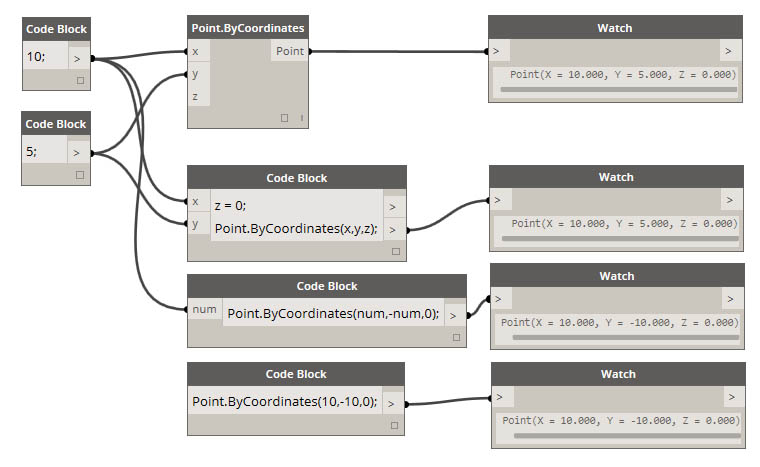 Code Block
10; >
Point.ByCoordinates
x Point
y
z
Watch
> >
Point(X = 10.000, Y = 5.000, Z = 0.000)
Code Block
5; >
Code Block
x z = 0; >
y Point.ByCoordinates(x,y,z); >
Watch
> >
Point(X = 10.000, Y = 5.000, Z = 0.000)
Code Block
num Point.ByCoordinates(num,-num,0); >
Watch
> >
Point(X = 10.000, Y = -10.000, Z = 0.000)
Code Block
Point.ByCoordinates(10,-10,0); >
Watch
> >
Point(X = 10.000, Y = -10.000, Z = 0.000)